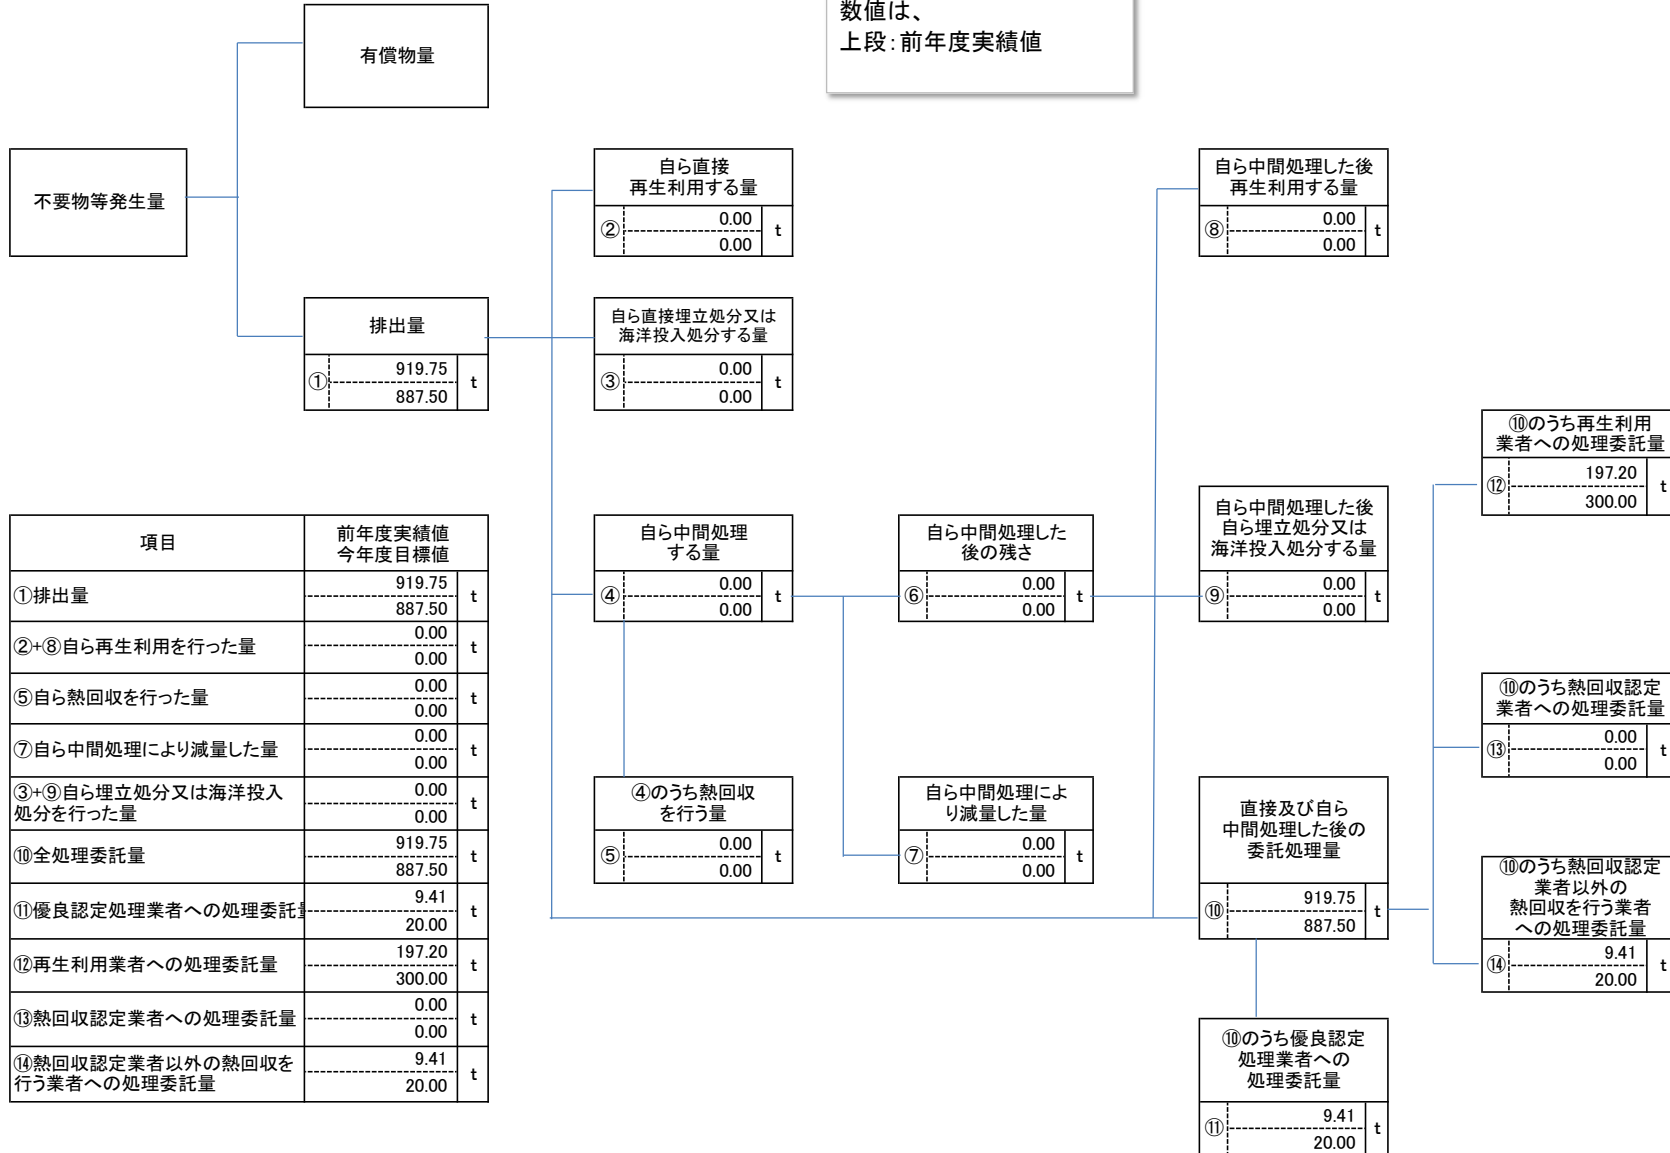 数値は、
上段：前年度実績値
有償物量
不要物等発生量
自ら直接
再生利用する量
② 0.00 t
0.00
自ら中間処理した後
再生利用する量
⑧ 0.00 t
0.00
排出量
① 919.75 t
887.50
自ら直接埋立処分又は
海洋投入処分する量
③ 0.00 t
0.00
⑩のうち再生利用
業者への処理委託量
⑫ 197.20 t
300.00
自ら中間処理
する量
④ 0.00 t
0.00
自ら中間処理した
後の残さ
⑥ 0.00 t
0.00
自ら中間処理した後
自ら埋立処分又は
海洋投入処分する量
⑨ 0.00 t
0.00
⑩のうち熱回収認定
業者への処理委託量
⑬ 0.00 t
0.00
④のうち熱回収
を行う量
⑤ 0.00 t
0.00
自ら中間処理によ
り減量した量
⑦ 0.00 t
0.00
直接及び自ら
中間処理した後の
委託処理量
⑩ 919.75 t
887.50
⑩のうち熱回収認定
業者以外の
熱回収を行う業者
への処理委託量
⑭ 9.41 t
20.00
⑩のうち優良認定
処理業者への
処理委託量
⑪ 9.41 t
20.00
項目 前年度実績値
今年度目標値
①排出量 919.75 t
887.50
②+⑧自ら再生利用を行った量 0.00 t
0.00
⑤自ら熱回収を行った量 0.00 t
0.00
⑦自ら中間処理により減量した量 0.00 t
0.00
③+⑨自ら埋立処分又は海洋投入
処分を行った量 0.00 t
0.00
⑩全処理委託量 919.75 t
887.50
⑪優良認定処理業者への処理委託 9.41 t
20.00
⑫再生利用業者への処理委託量 197.20 t
300.00
⑬熱回収認定業者への処理委託量 0.00 t
0.00
⑭熱回収認定業者以外の熱回収を
行う業者への処理委託量 9.41 t
20.00